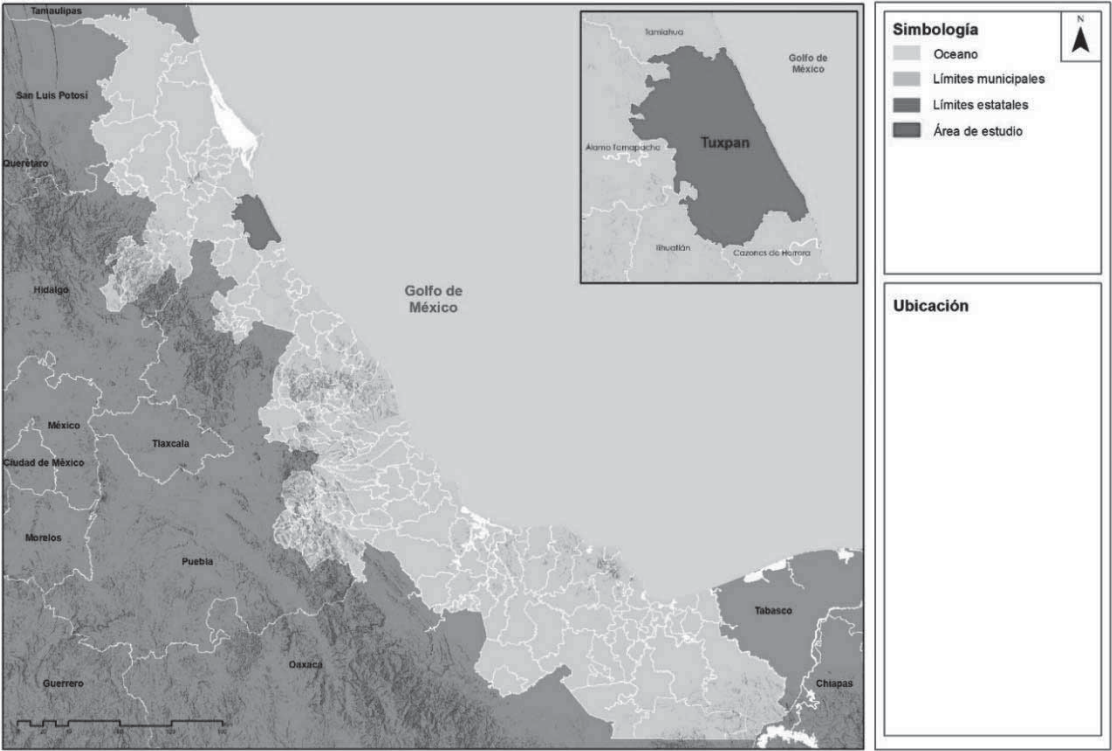 Tamaulipas
San Luis Potosí
Querétaro
Hidalgo
México
Ciudad de México
Tlaxcala
Morelos
Puebla
Guerrero
Oaxaca
Tabasco
Chiapas
Golfo de
México
Tamiahua
Golfo de
México
Tuxpan
Álamo Temapache
Tihuatlán
Cazones de Herrera
N
Simbología
Oceano
Límites municipales
Límites estatales
Área de estudio
Ubicación